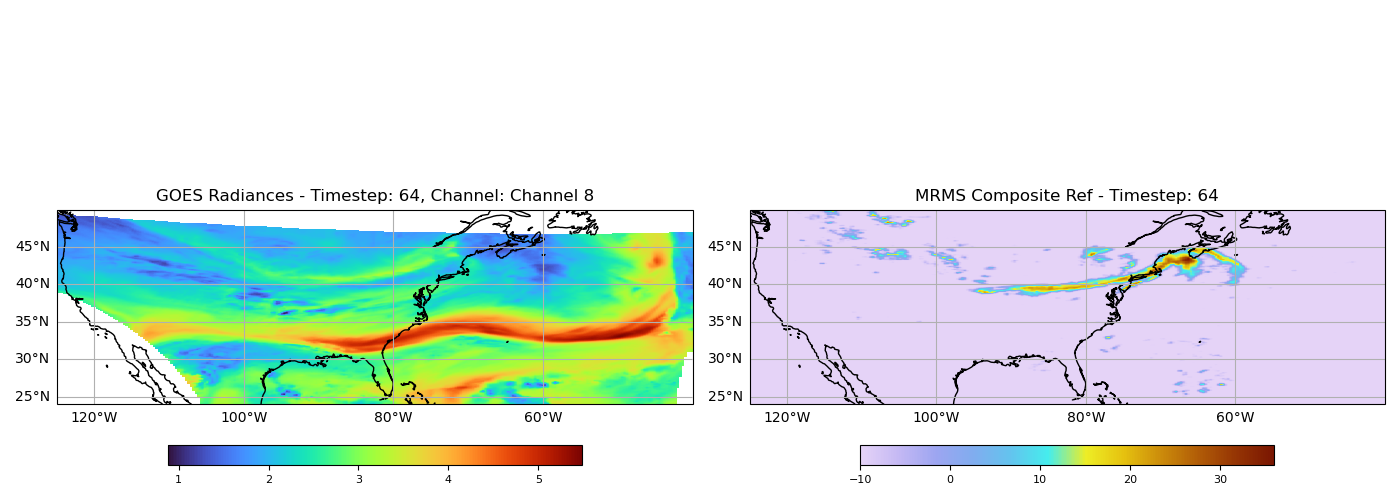 GOES Radiances - Timestep: 64, Channel: Channel 8
45°N
40°N
35°N
30°N
25°N
120°W 100°W 80°W 60°W
1 2 3 4 5
MRMS Composite Ref - Timestep: 64
45°N
40°N
35°N
30°N
25°N
120°W 100°W 80°W 60°W
−10 0 10 20 30